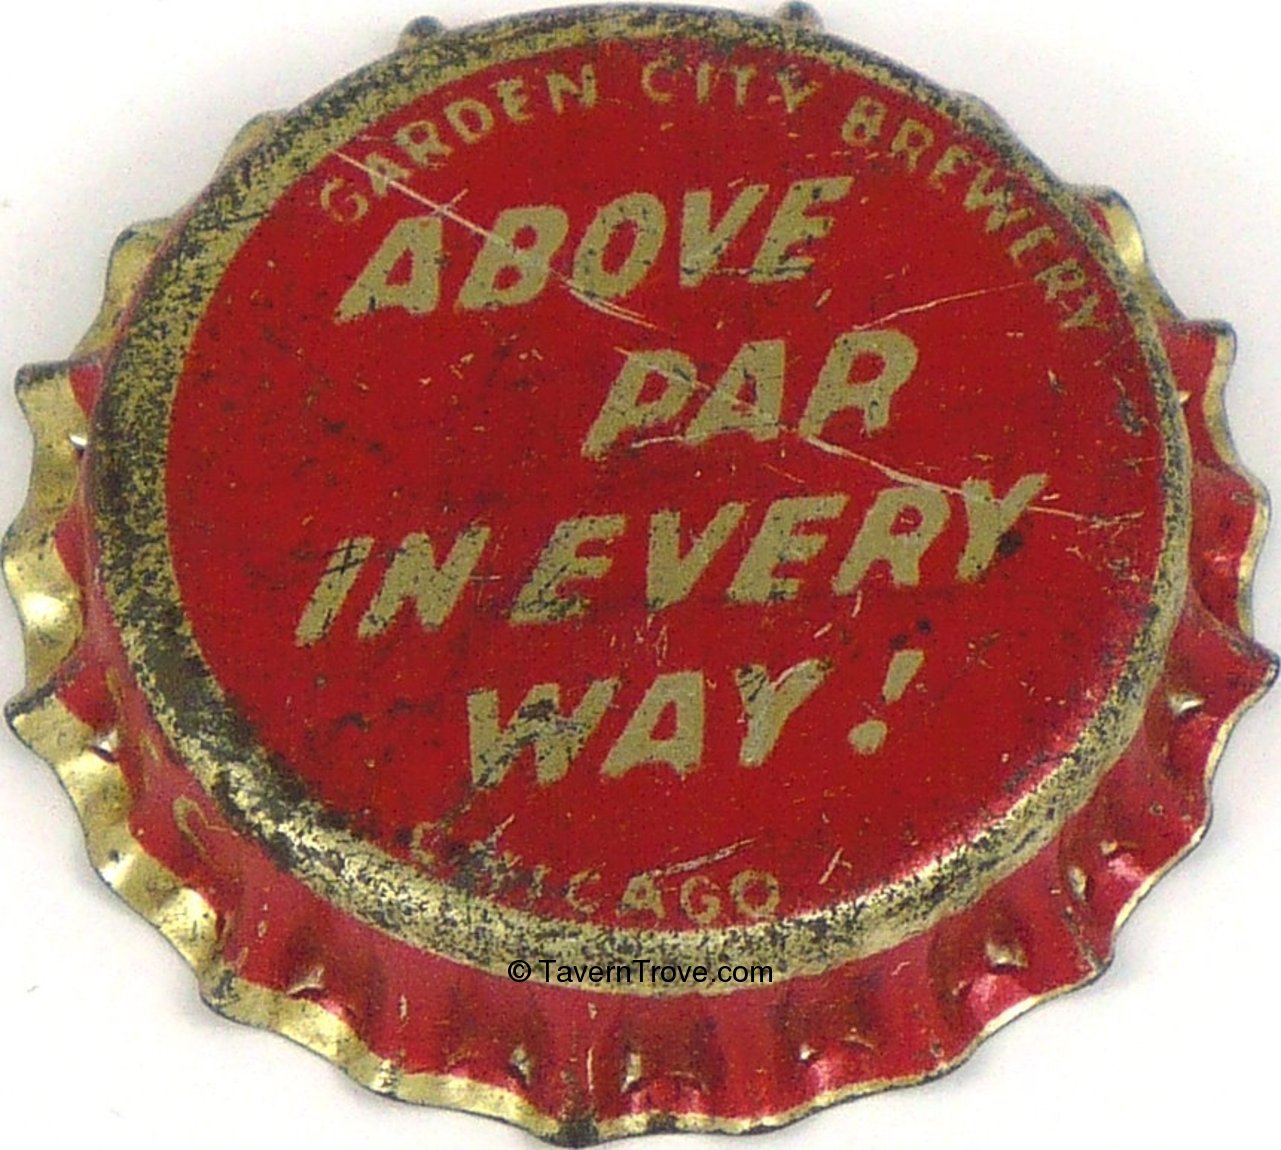 GARDEN CITY BREWERY
ABOVE
PAR
IN EVERY
WAY!
CHICAGO
© TavernTrove.com